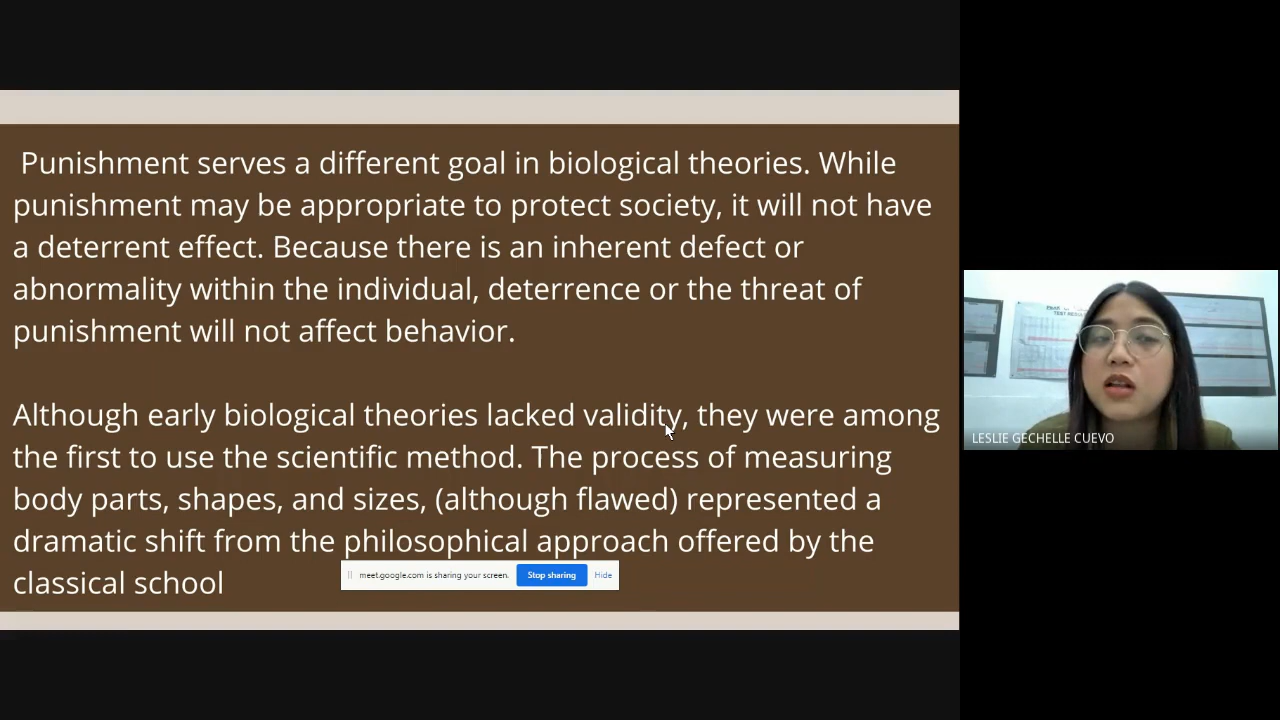 Punishment serves a different goal in biological theories. While
punishment may be appropriate to protect society, it will not have
a deterrent effect. Because there is an inherent defect or
abnormality within the individual, deterrence or the threat of
punishment will not affect behavior.
Although early biological theories lacked validity, they were among
the first to use the scientific method. The process of measuring
body parts, shapes, and sizes, (although flawed) represented a
dramatic shift from the philosophical approach offered by the
classical school
meet.google.com is sharing your screen.
Stop sharing
Hide
TEST RESUL
LESLIE GECHELLE CUEVO